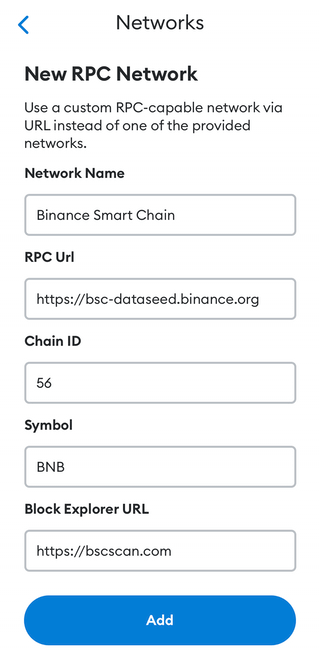 Networks
New RPC Network
Use a custom RPC-capable network via
URL instead of one of the provided
networks.
Network Name
Binance Smart Chain
RPC Url
https://bsc-dataseed.binance.org
Chain ID
56
Symbol
BNB
Block Explorer URL
https://bscscan.com
Add